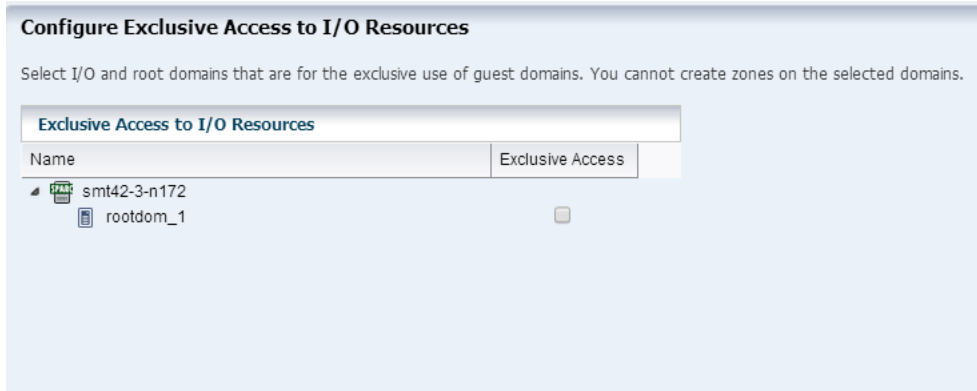 Configure Exclusive Access to I/O Resources
Select I/O and root domains that are for the exclusive use of guest domains. You cannot create zones on the selected domains.
Exclusive Access to I/O Resources
Name Exclusive Access
SPARC smt42-3-n172
rootdom_1